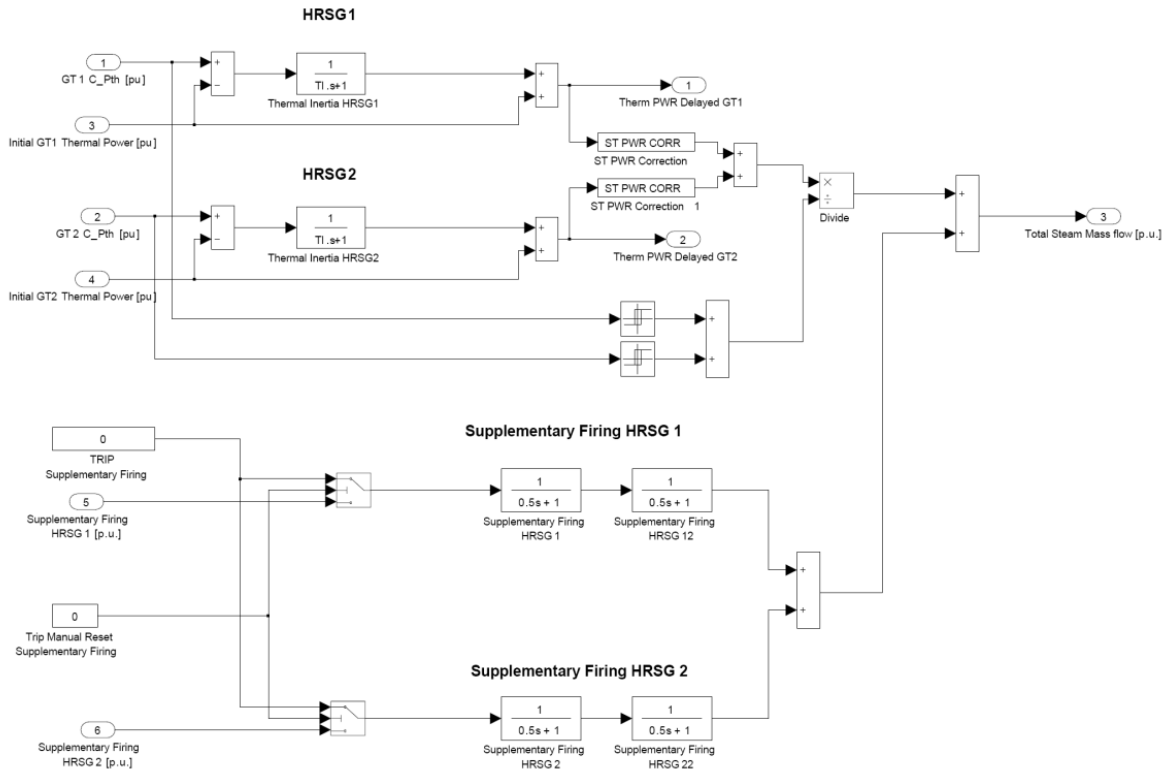 HRSG1
1
GT 1 C_Pth [pu]
+
−
1
TI .s+1
Thermal Inertia HRSG1
+
+
1
Therm PWR Delayed GT1
3
Initial GT1 Thermal Power [pu]
ST PWR CORR
ST PWR Correction
+
+
HRSG2
ST PWR CORR
ST PWR Correction 1
×
÷
Divide
+
+
3
Total Steam Mass flow [p.u.]
2
GT 2 C_Pth [pu]
+
−
1
TI .s+1
Thermal Inertia HRSG2
+
+
2
Therm PWR Delayed GT2
4
Initial GT2 Thermal Power [pu]
+
+
Supplementary Firing HRSG 1
0
TRIP
Supplementary Firing
5
Supplementary Firing
HRSG 1 [p.u.]
1
0.5s + 1
Supplementary Firing
HRSG 1
1
0.5s + 1
Supplementary Firing
HRSG 12
+
+
0
Trip Manual Reset
Supplementary Firing
Supplementary Firing HRSG 2
6
Supplementary Firing
HRSG 2 [p.u.]
1
0.5s + 1
Supplementary Firing
HRSG 2
1
0.5s + 1
Supplementary Firing
HRSG 22